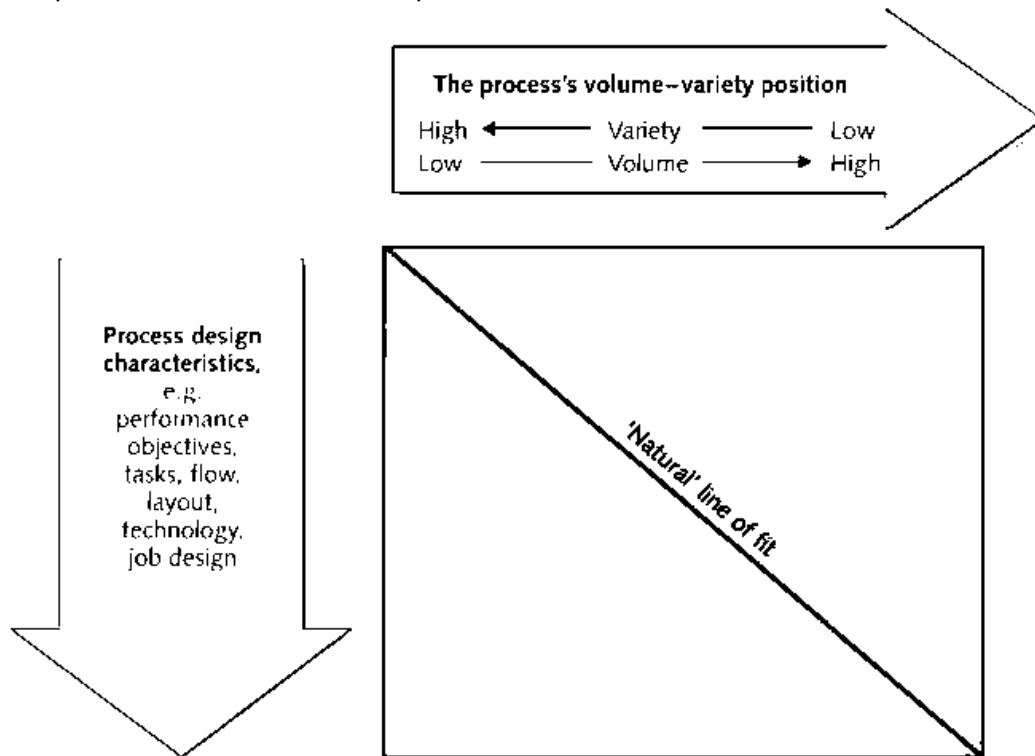 The process's volume–variety position
High Variety Low
Low Volume High
Process design
characteristics,
e.g.
performance
objectives,
tasks, flow,
layout,
technology,
job design
'Natural' line of fit